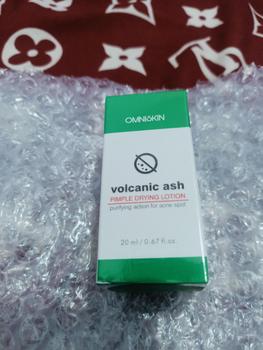 OMNISKIN
volcanic ash
PIMPLE DRYING LOTION
purifying action for acne spot
20 ml / 0.67 fl.oz.